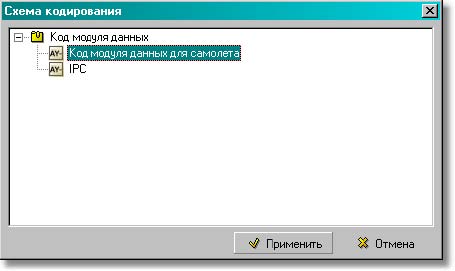 Схема кодирования
Код модуля данных
AY- Код модуля данных для самолета
AY- IPC
Применить Отмена